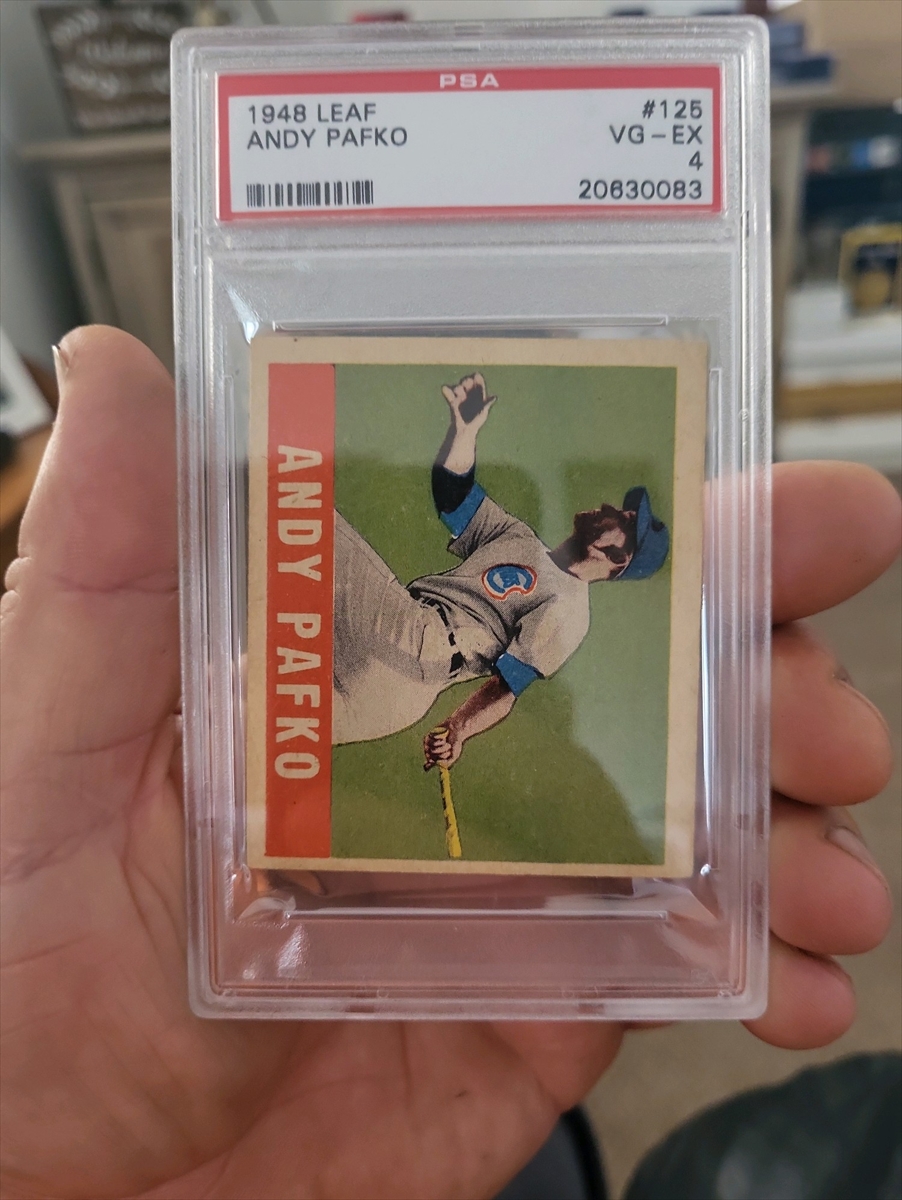 PSA
1948 LEAF #125
ANDY PAFKO VG-EX
4
20630083
ANDY PAFKO